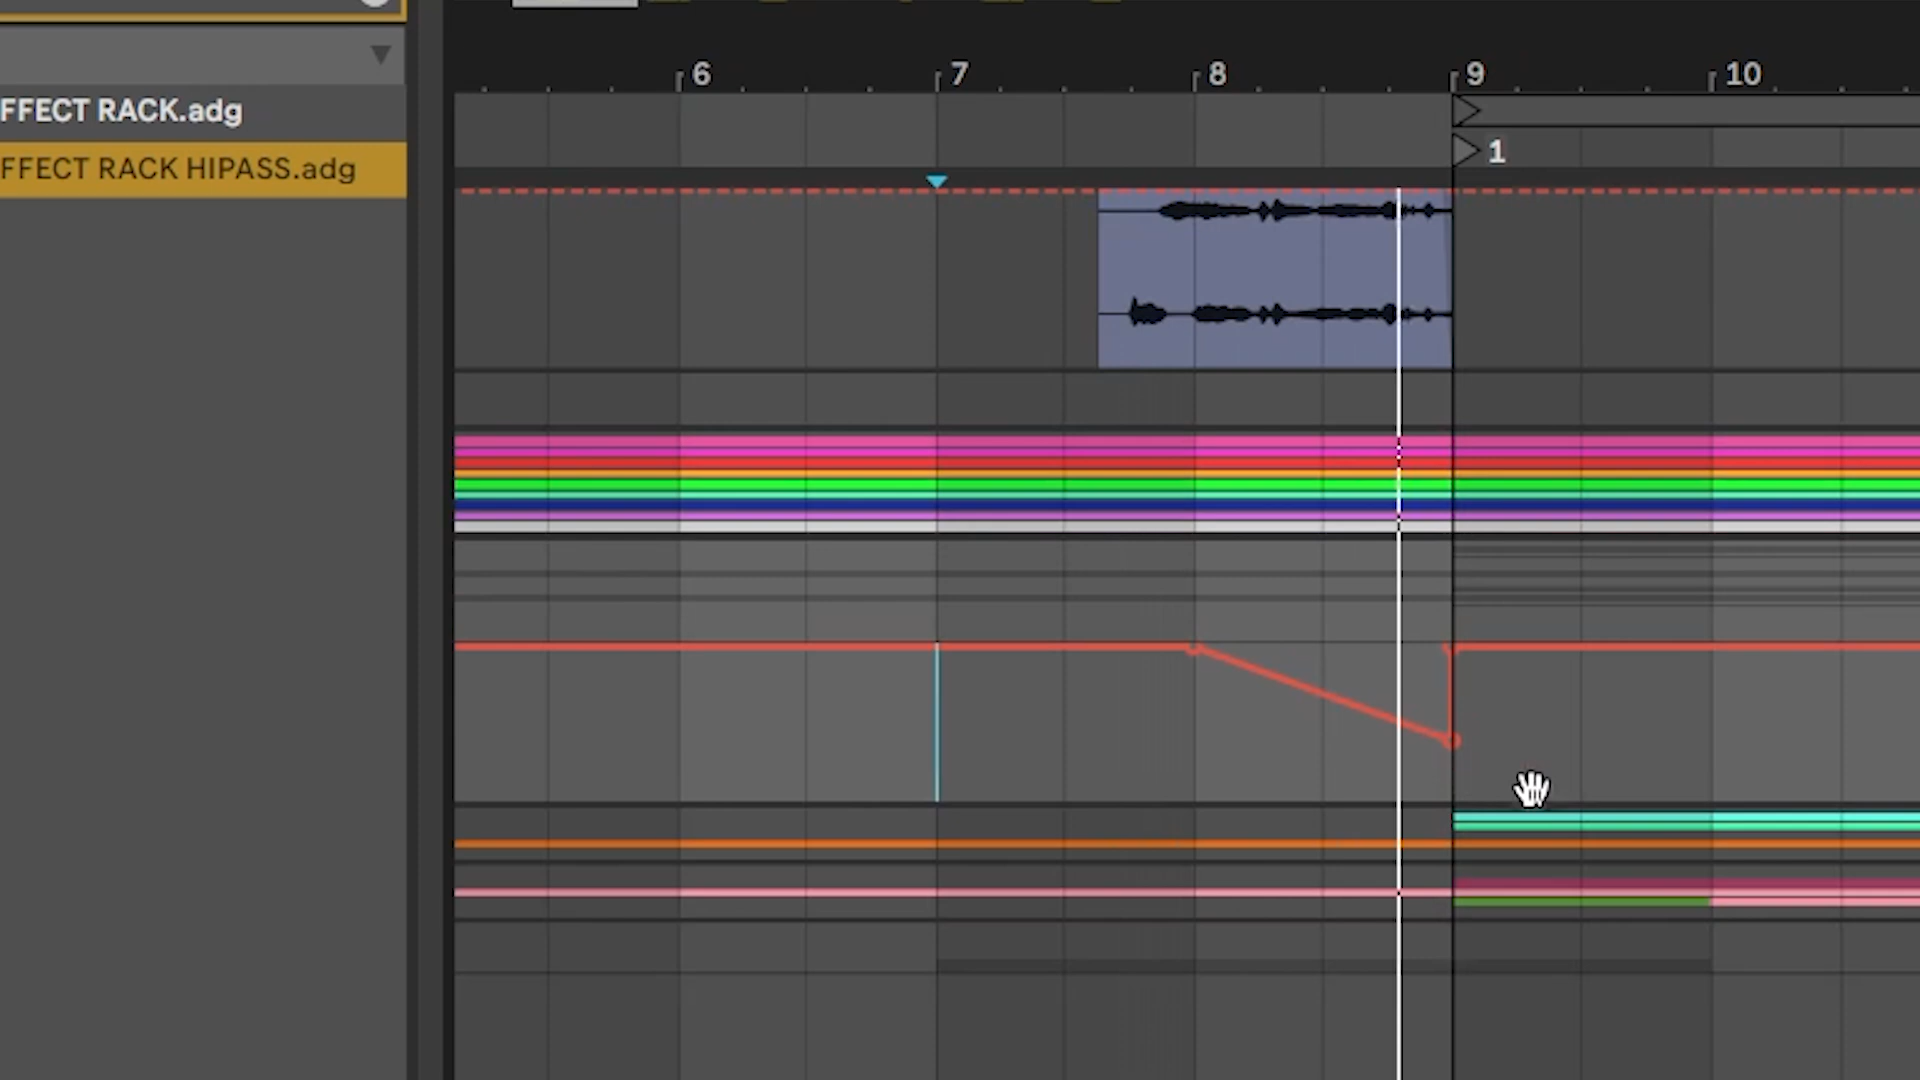 6 7 8 9 10
FFECT RACK.adg
1
FFECT RACK HIPASS.adg